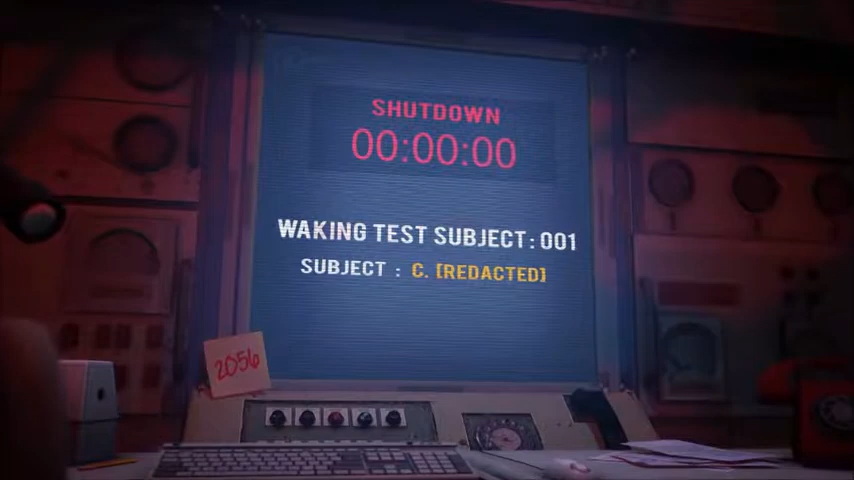 SHUTDOWN
00:00:00
WAKING TEST SUBJECT : 001
SUBJECT : C. [REDACTED]
2056